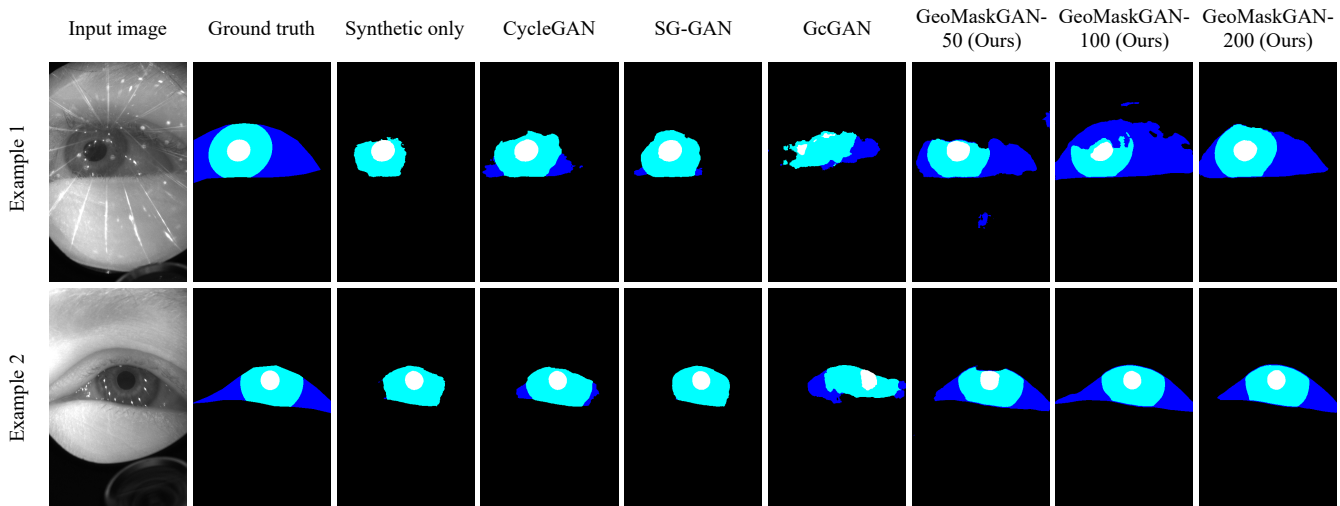 Input image
Ground truth
Synthetic only
CycleGAN
SG-GAN
GcGAN
GeoMaskGAN-
50 (Ours)
GeoMaskGAN-
100 (Ours)
GeoMaskGAN-
200 (Ours)
Example 1
Example 2